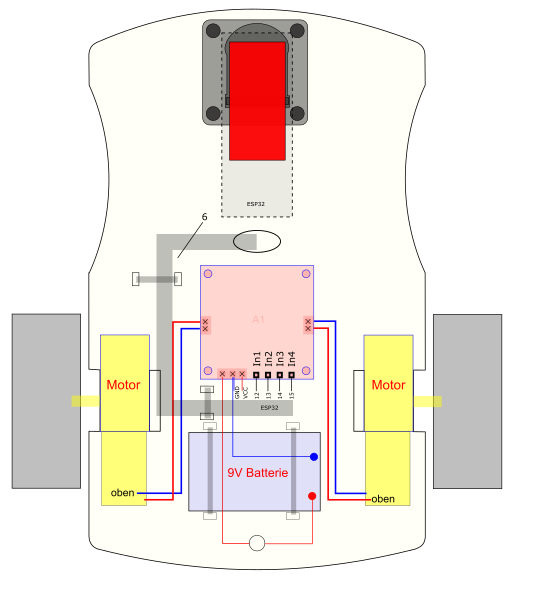 ESP32
6
A1
In1 In2 In3 In4
GND
VCC
12 13 14 15
Motor
Motor
ESP32
9V Batterie
oben
oben